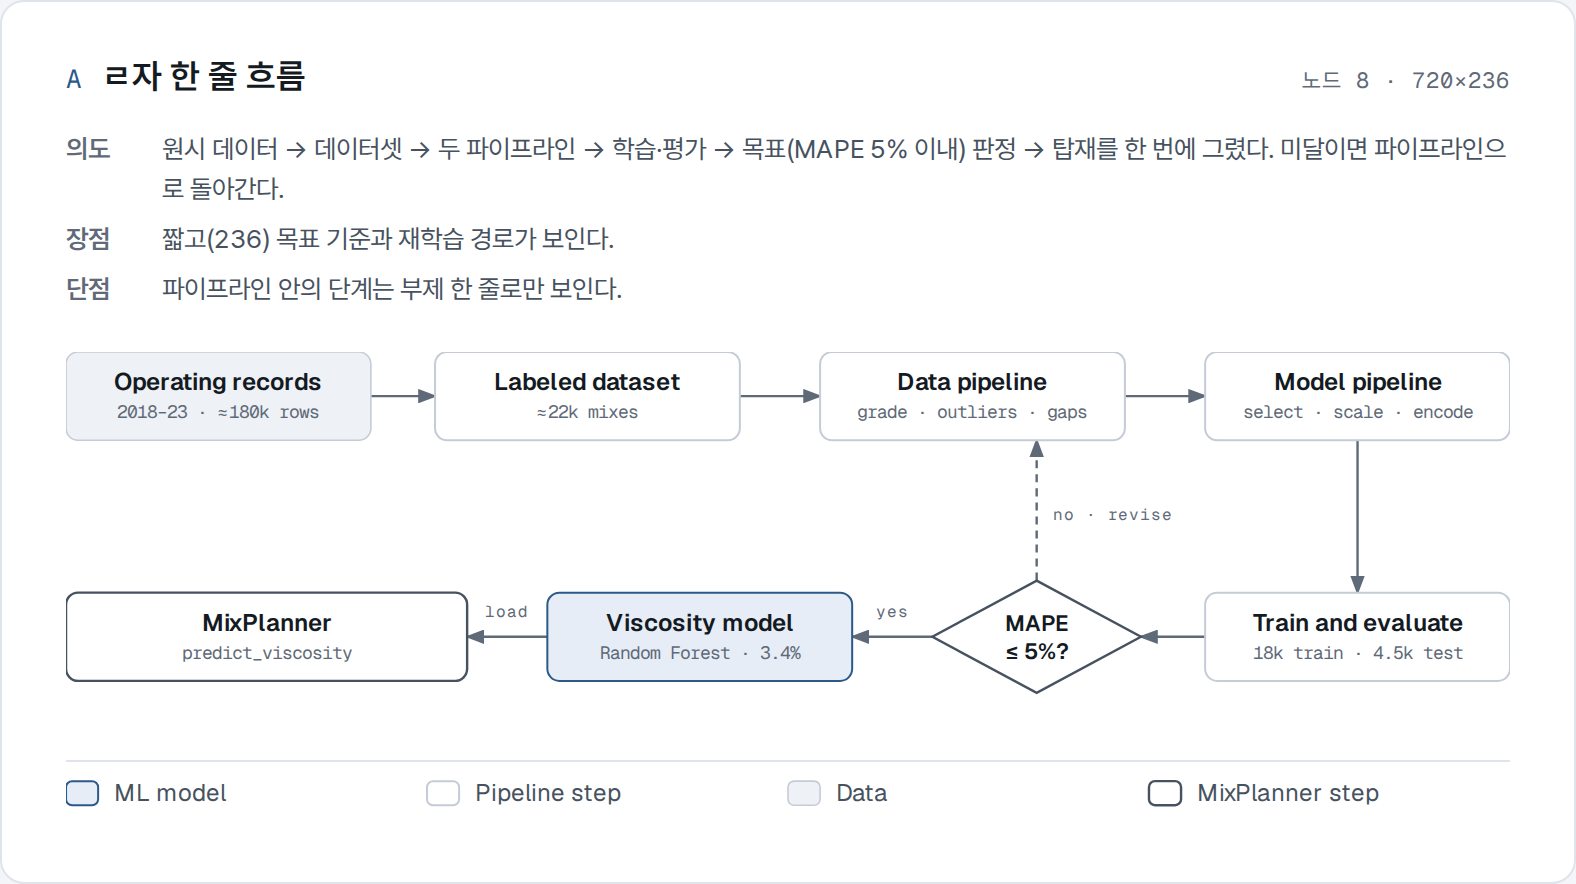 A ㄹ자 한 줄 흐름
노드 8 · 720×236
의도 원시 데이터 → 데이터셋 → 두 파이프라인 → 학습·평가 → 목표(MAPE 5% 이내) 판정 → 탑재를 한 번에 그렸다. 미달이면 파이프라인으
로 돌아간다.
장점 짧고(236) 목표 기준과 재학습 경로가 보인다.
단점 파이프라인 안의 단계는 부제 한 줄로만 보인다.
Operating records
2018–23 · ≈180k rows
Labeled dataset
≈22k mixes
Data pipeline
grade · outliers · gaps
Model pipeline
select · scale · encode
no · revise
MixPlanner
predict_viscosity
load
Viscosity model
Random Forest · 3.4%
yes
MAPE
≤ 5%?
Train and evaluate
18k train · 4.5k test
ML model
Pipeline step
Data
MixPlanner step